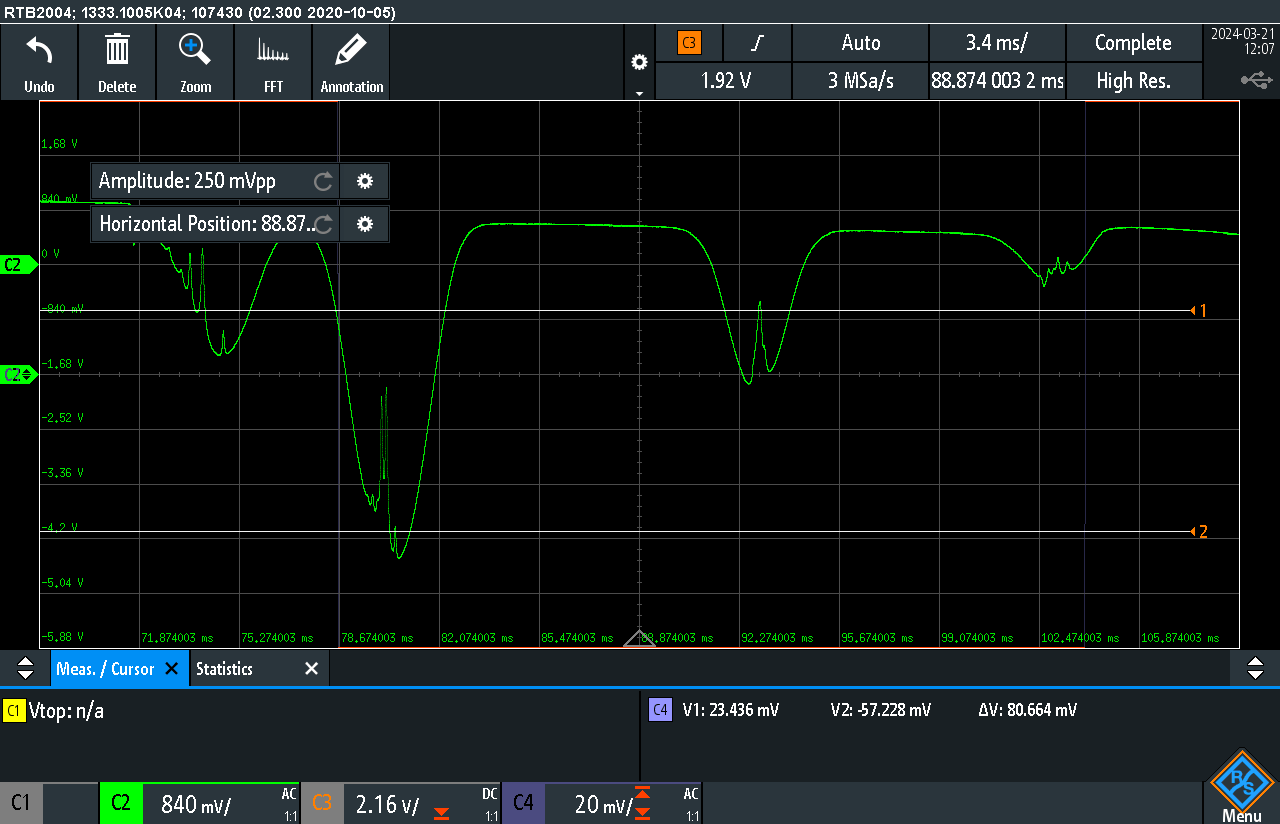 RTB2004; 1333.1005K04; 107430 (02.300 2020-10-05)
Undo Delete Zoom FFT Annotation
C3 Auto 3.4 ms/ Complete
1.92 V 3 MSa/s 88.874 003 2 ms High Res.
2024-03-21
12:07
1.68 V
Amplitude: 250 mVpp
840 mV
Horizontal Position: 88.87..
0 V
C2
-840 mV
1
-1.68 V
C2
-2.52 V
-3.36 V
-4.2 V
2
-5.04 V
-5.88 V
71.874003 ms 75.274003 ms 78.674003 ms 82.074003 ms 85.474003 ms 88.874003 ms 92.274003 ms 95.674003 ms 99.074003 ms 102.474003 ms 105.874003 ms
Meas. / Cursor Statistics
C1 Vtop: n/a
C4 V1: 23.436 mV V2: -57.228 mV ΔV: 80.664 mV
C1
C2 840 mV/ AC 1:1
C3 2.16 V/ DC 1:1
C4 20 mV/ AC 1:1
R&S
Menu